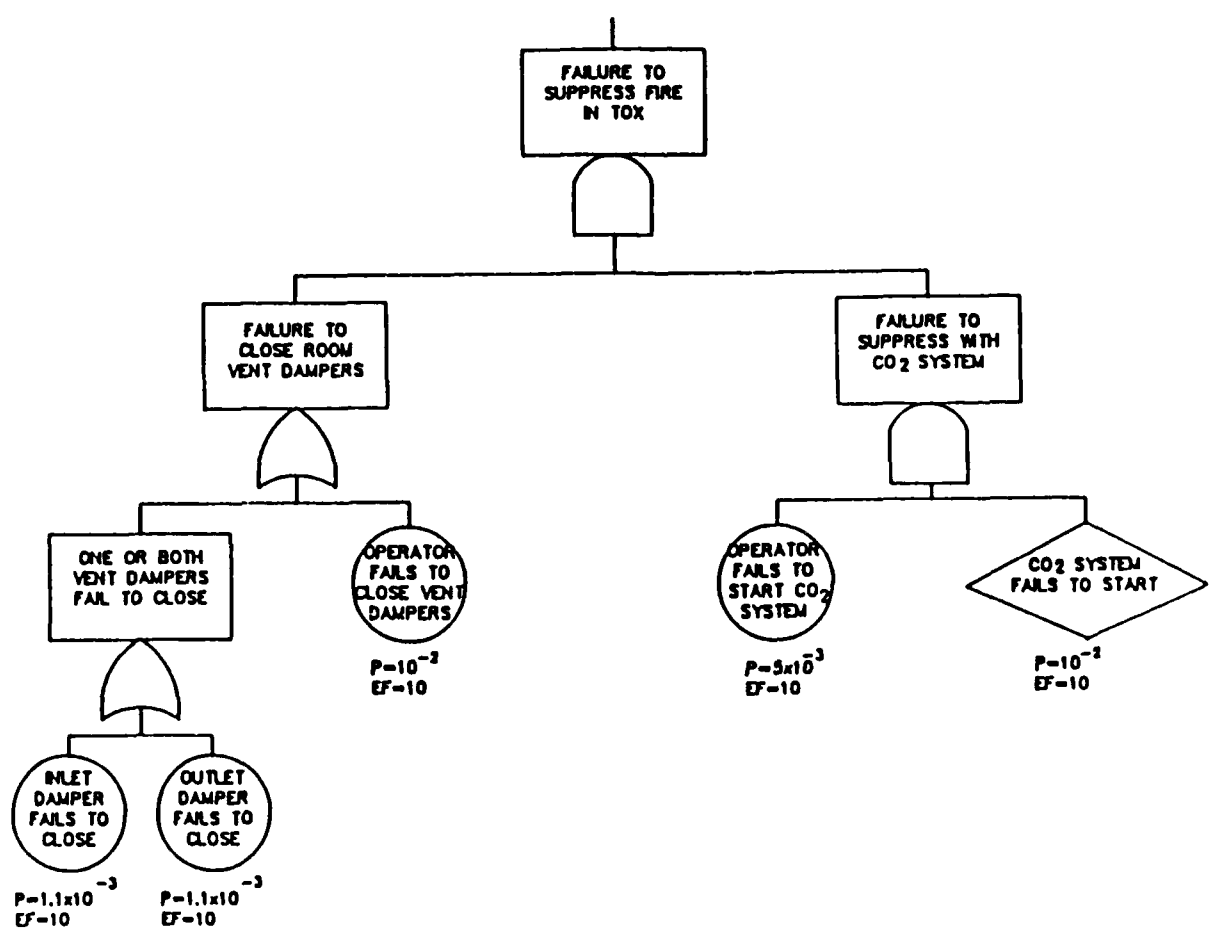 FAILURE TO
SUPPRESS FIRE
IN TOX
FAILURE TO
CLOSE ROOM
VENT DAMPERS
FAILURE TO
SUPPRESS WITH
CO2 SYSTEM
ONE OR BOTH
VENT DAMPERS
FAIL TO CLOSE
OPERATOR
FAILS TO
CLOSE VENT
DAMPERS
P=10^-2
EF=10
OPERATOR
FAILS TO
START CO2
SYSTEM
P=5x10^-3
EF=10
CO2 SYSTEM
FAILS TO START
P=10^-2
EF=10
INLET
DAMPER
FAILS TO
CLOSE
P=1.1x10^-3
EF=10
OUTLET
DAMPER
FAILS TO
CLOSE
P=1.1x10^-3
EF=10